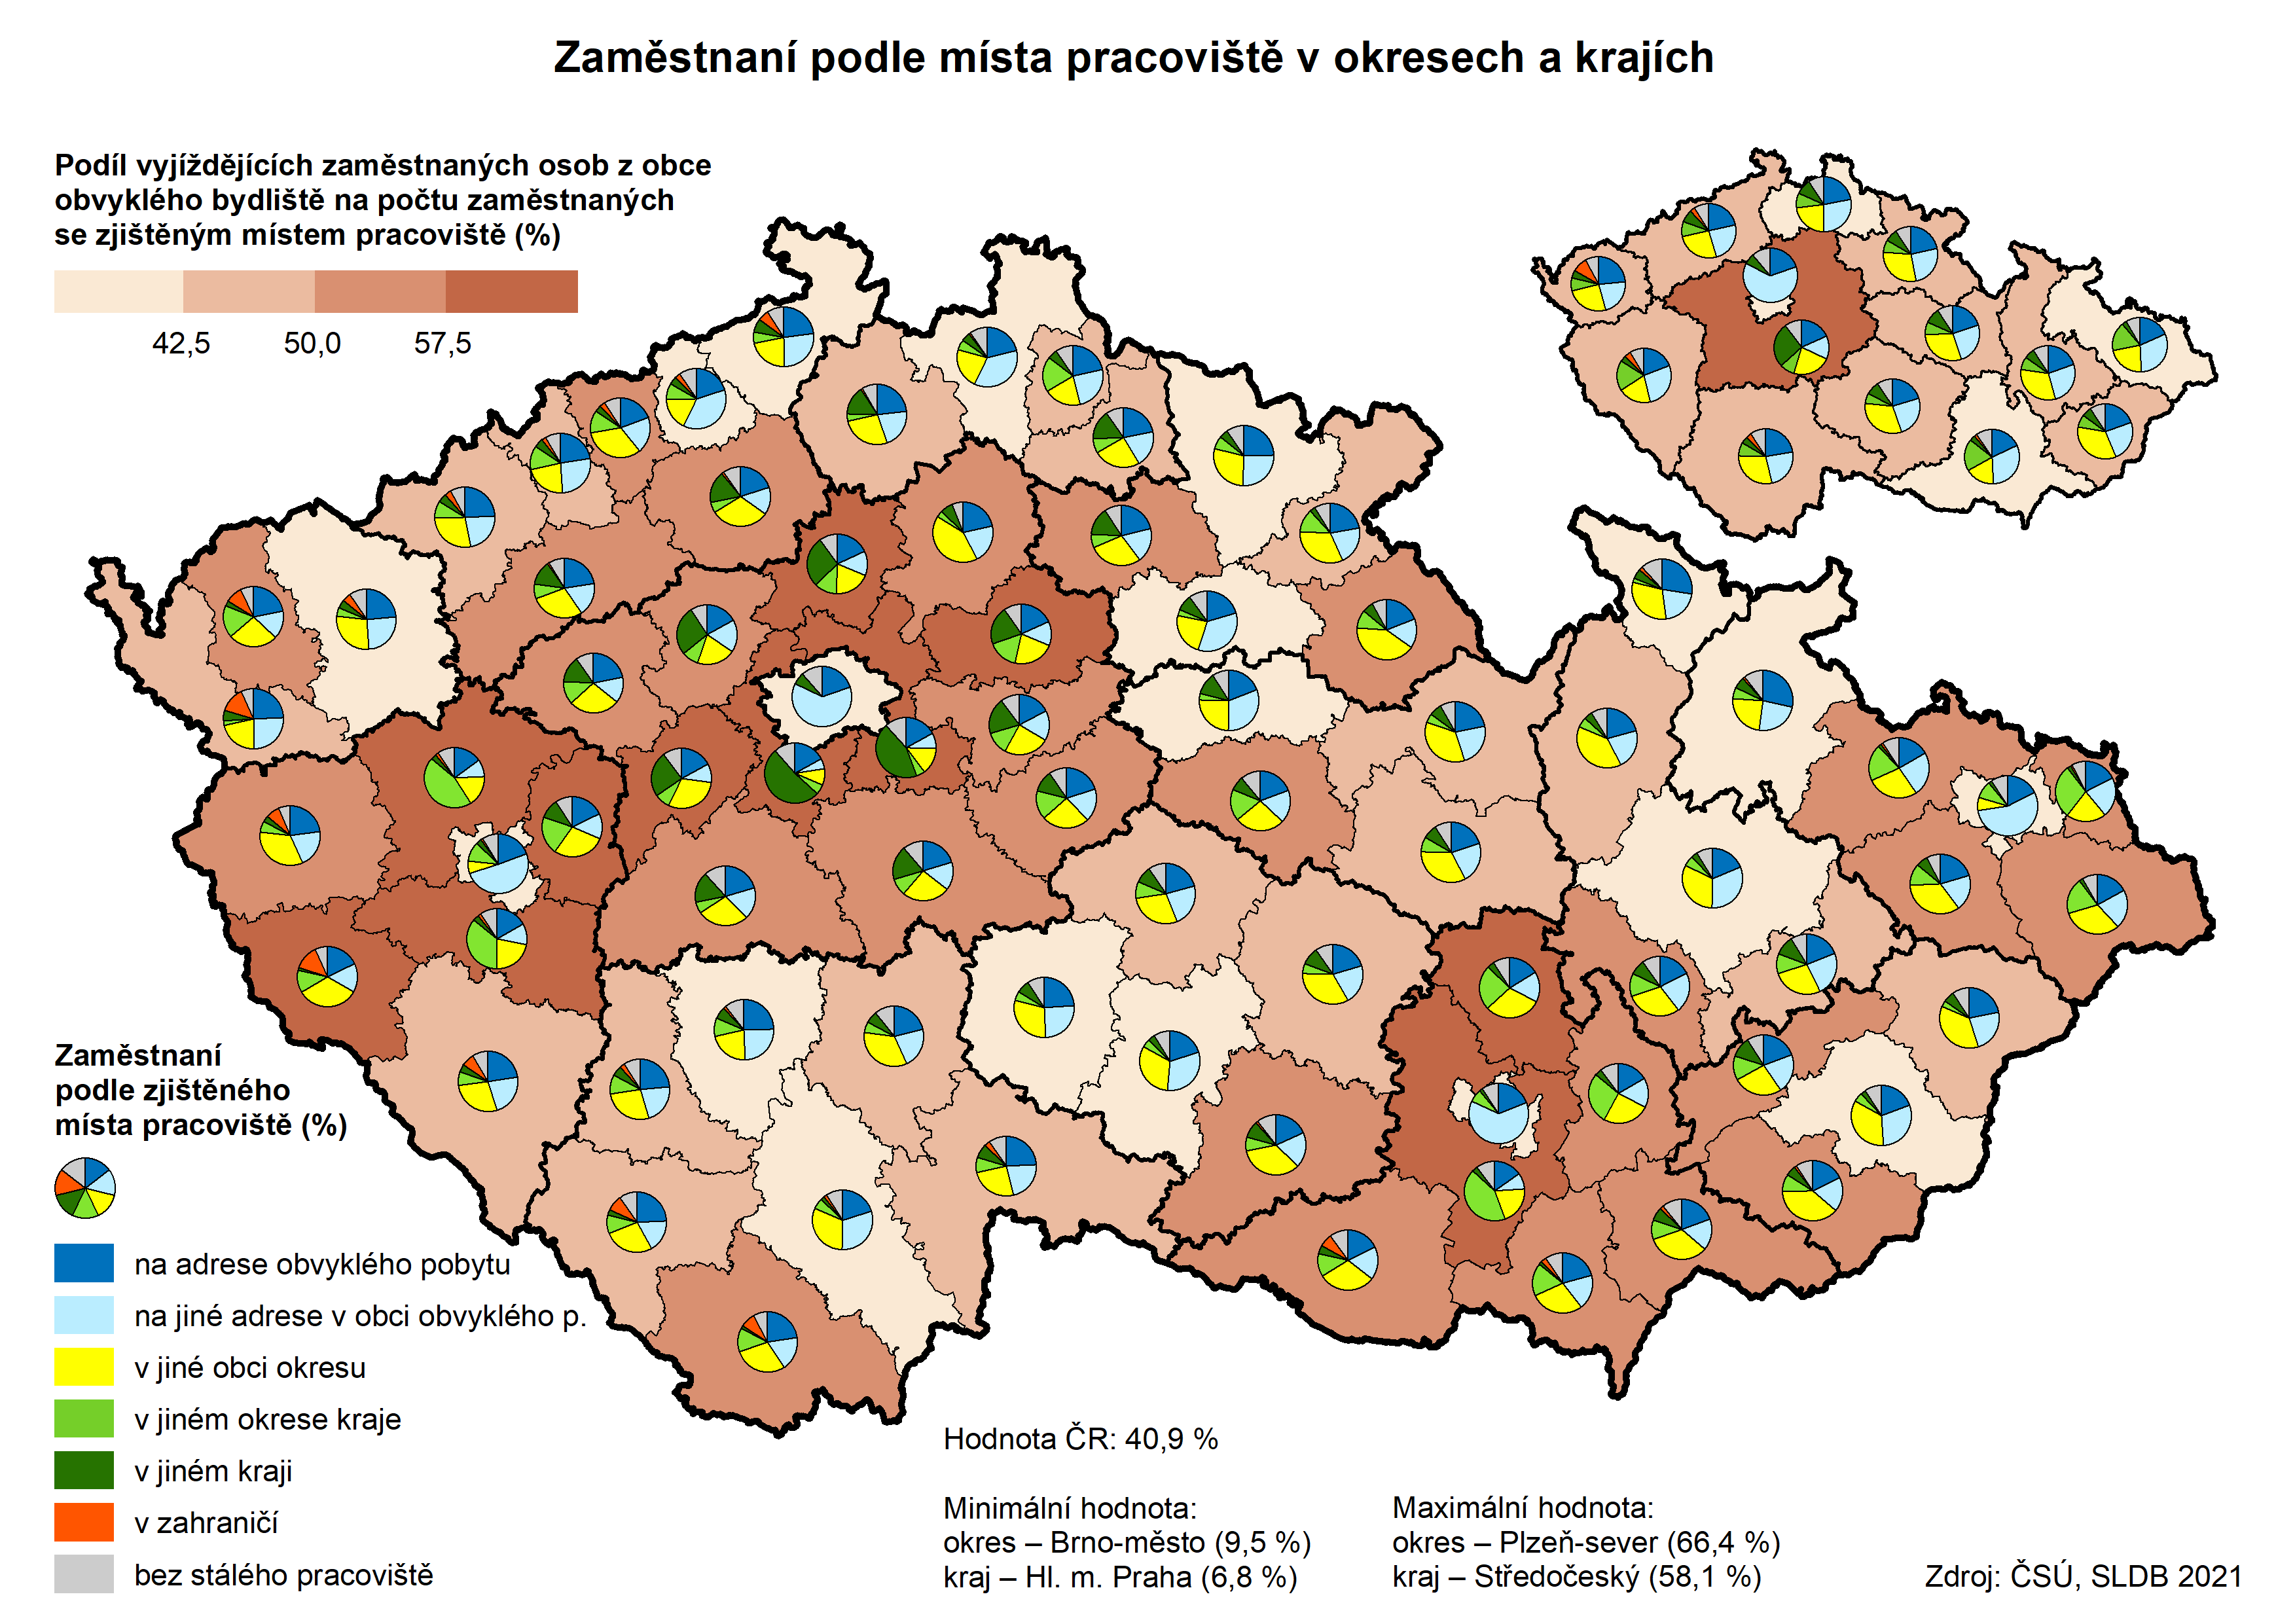 Zaměstnaní podle místa pracoviště v okresech a krajích
Podíl vyjíždějících zaměstnaných osob z obce
obvyklého bydliště na počtu zaměstnaných
se zjištěným místem pracoviště (%)
42,5 50,0 57,5
Zaměstnaní
podle zjištěného
místa pracoviště (%)
na adrese obvyklého pobytu
na jiné adrese v obci obvyklého p.
v jiné obci okresu
v jiném okrese kraje
v jiném kraji
v zahraničí
bez stálého pracoviště
Hodnota ČR: 40,9 %
Minimální hodnota:
okres – Brno-město (9,5 %)
kraj – Hl. m. Praha (6,8 %)
Maximální hodnota:
okres – Plzeň-sever (66,4 %)
kraj – Středočeský (58,1 %)
Zdroj: ČSÚ, SLDB 2021